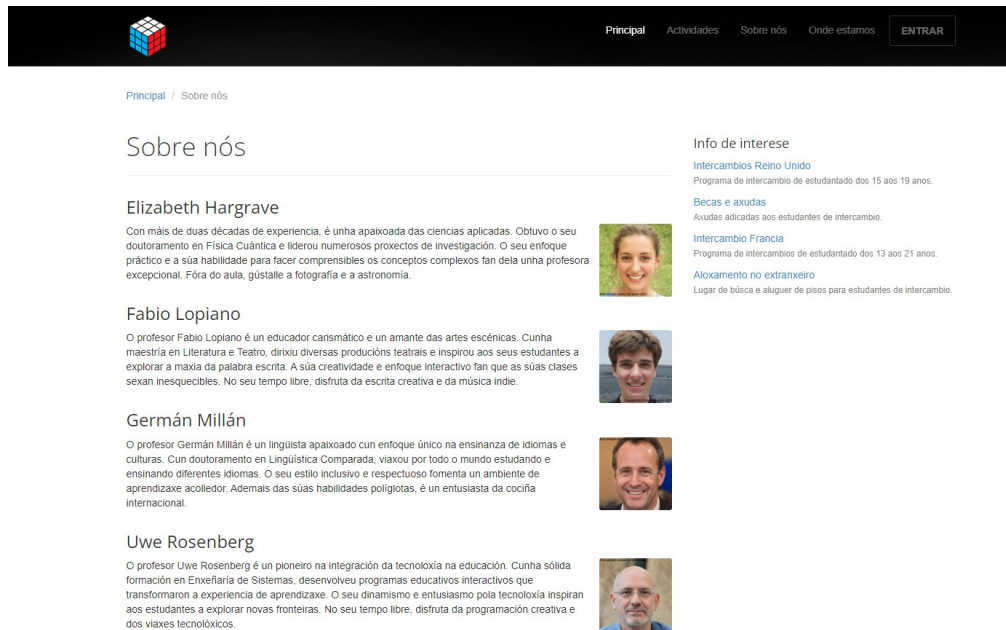 Principal Actividades Sobre nós Onde estamos ENTRAR
Principal / Sobre nós
Sobre nós
Elizabeth Hargrave
Con máis de duas décadas de experiencia, é unha apaixoada das ciencias aplicadas. Obtuvo o seu
doutoramento en Física Cuántica e liderou numerosos proxectos de investigación. O seu enfoque
práctico e a súa habilidade para facer comprensibles os conceptos complexos fan dela unha profesora
excepcional. Fóra do aula, gústalle a fotografía e a astronomía.
Fabio Lopiano
O profesor Fabio Lopiano é un educador carismático e un amante das artes escénicas. Cunha
maestría en Literatura e Teatro, dirixiu diversas producións teatrais e inspirou aos seus estudantes a
explorar a maxia da palabra escrita. A súa creatividade e enfoque interactivo fan que as súas clases
sexan inesquecibles. No seu tempo libre, disfruta da escrita creativa e da música indie.
Germán Millán
O profesor Germán Millán é un lingüista apaixoado cun enfoque único na ensinanza de idiomas e
culturas. Cun doutoramento en Lingüística Comparada, viaxou por todo o mundo estudando e
ensinando diferentes idiomas. O seu estilo inclusivo e respectuoso fomenta un ambiente de
aprendizaxe acolledor. Ademais das súas habilidades políglotas, é un entusiasta da cociña
internacional.
Uwe Rosenberg
O profesor Uwe Rosenberg é un pioneiro na integración da tecnoloxía na educación. Cunha sólida
formación en Enxeñaría de Sistemas, desenvolveu programas educativos interactivos que
transformaron a experiencia de aprendizaxe. O seu dinamismo e entusiasmo pola tecnoloxía inspiran
aos estudantes a explorar novas fronteiras. No seu tempo libre, disfruta da programación creativa e
dos viaxes tecnolóxicos.
Info de interese
Intercambios Reino Unido
Programa de intercambio de estudantado dos 15 aos 19 anos.
Becas e axudas
Axudas adicadas aos estudantes de intercambio.
Intercambio Francia
Programa de intercambios de estudantado dos 13 aos 21 anos.
Aloxamento no extranxeiro
Lugar de búsca e aluguer de pisos para estudantes de intercambio.